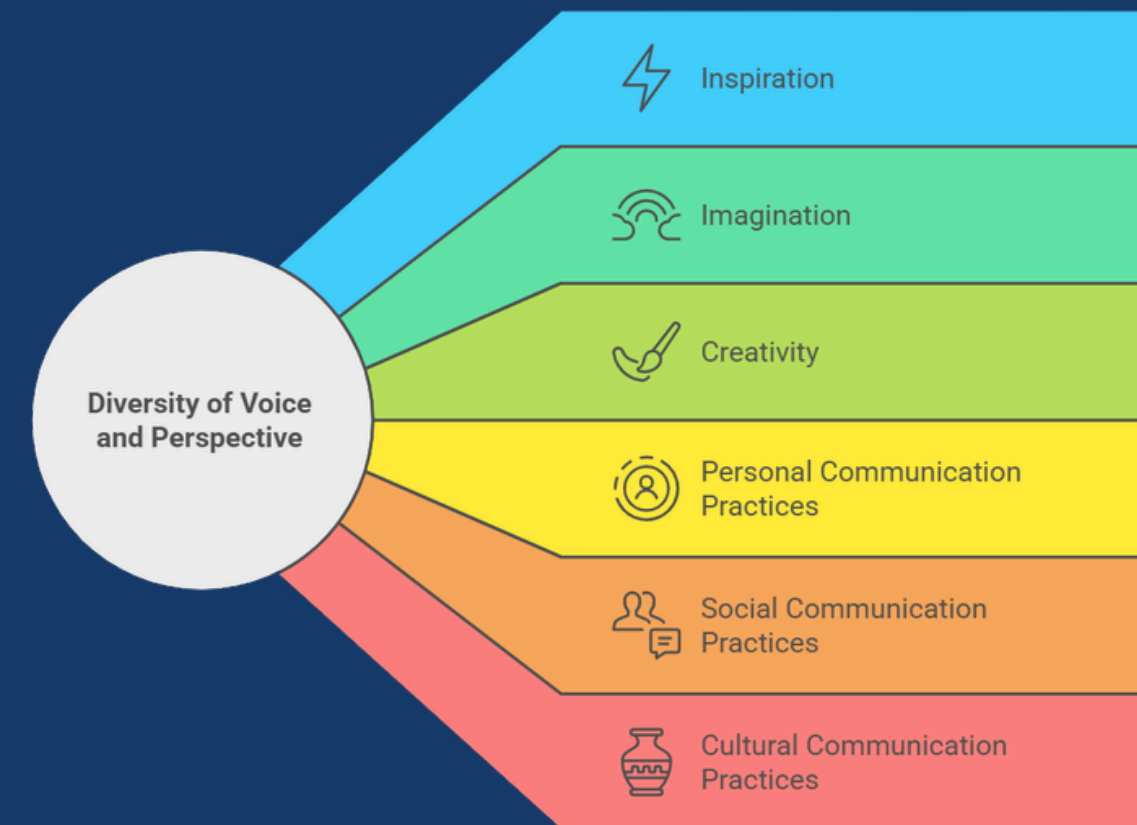 Inspiration
Imagination
Creativity
Diversity of Voice
and Perspective
Personal Communication
Practices
Social Communication
Practices
Cultural Communication
Practices